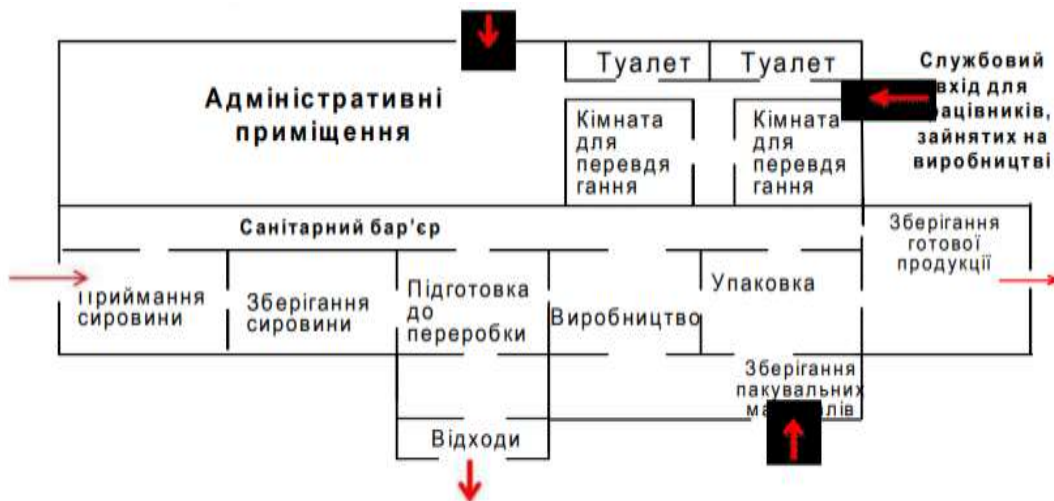 Туалет
Туалет
Адміністративні
приміщення
Кімната
для
перевдя
гання
Кімната
для
перевдя
гання
Службовий
вхід для
зайнятих на
виробництві
Санітарний бар'єр
Зберігання
готової
продукції
сировини
Зберігання
сировини
Підготовка
до
переробки
Виробництво
Упаковка
Зберігання
пакувальних
Відходи